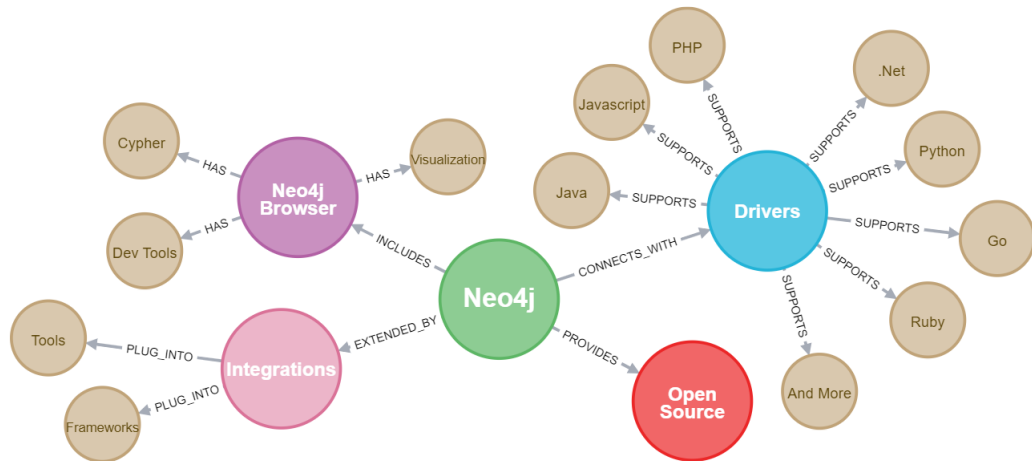 PHP
.Net
Javascript
SUPPORTS
SUPPORTS
Cypher
HAS
Visualization
HAS
SUPPORTS
Python
SUPPORTS
Neo4j
Browser
Java
SUPPORTS
Drivers
SUPPORTS
Go
Dev Tools
HAS
INCLUDES
CONNECTS_WITH
SUPPORTS
SUPPORTS
Neo4j
Ruby
Tools
PLUG_INTO
EXTENDED_BY
PROVIDES
Integrations
PLUG_INTO
Frameworks
Open
Source
And More